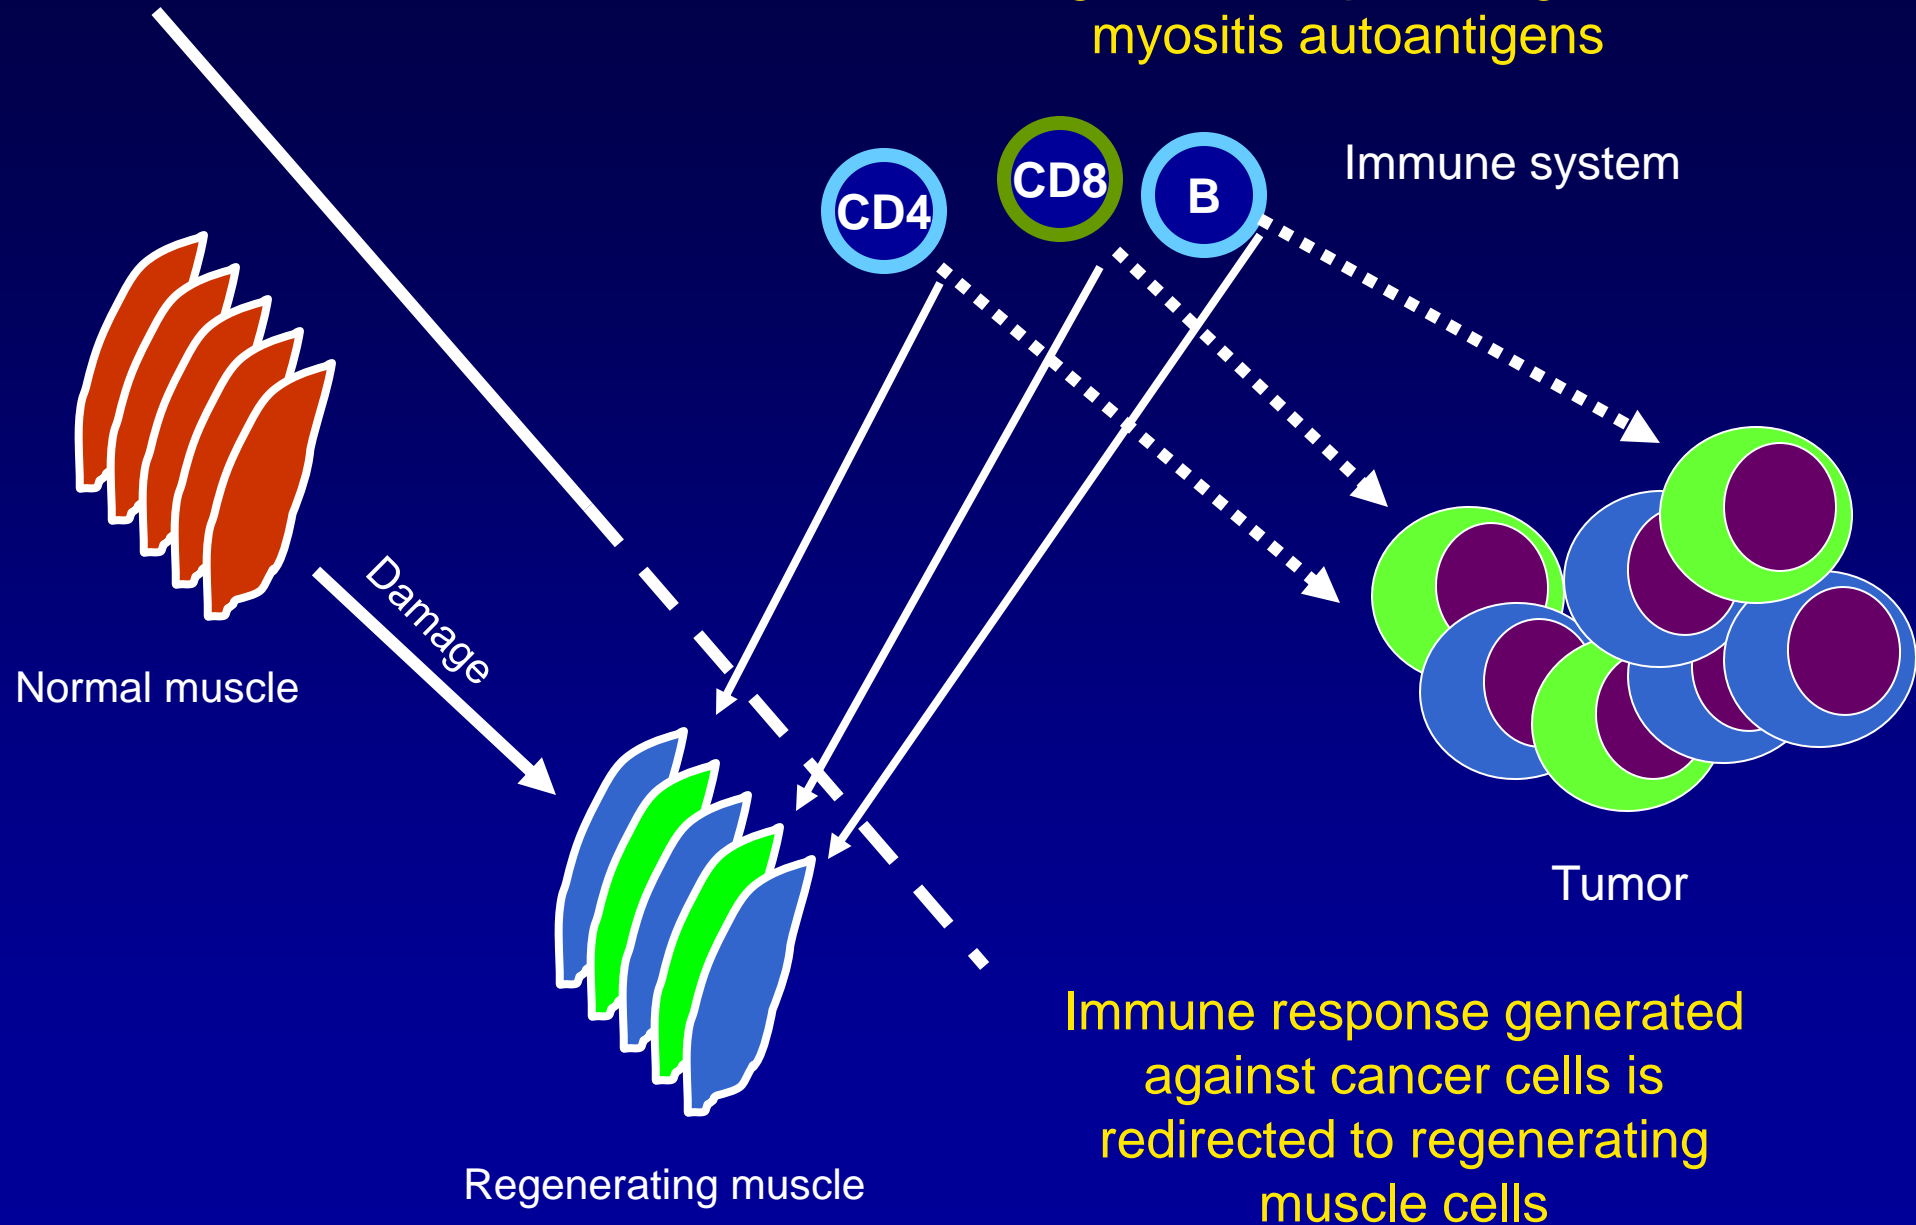 myositis autoantigens
Immune system
CD4
CD8
B
Damage
Normal muscle
Tumor
Immune response generated
against cancer cells is
redirected to regenerating
muscle cells
Regenerating muscle